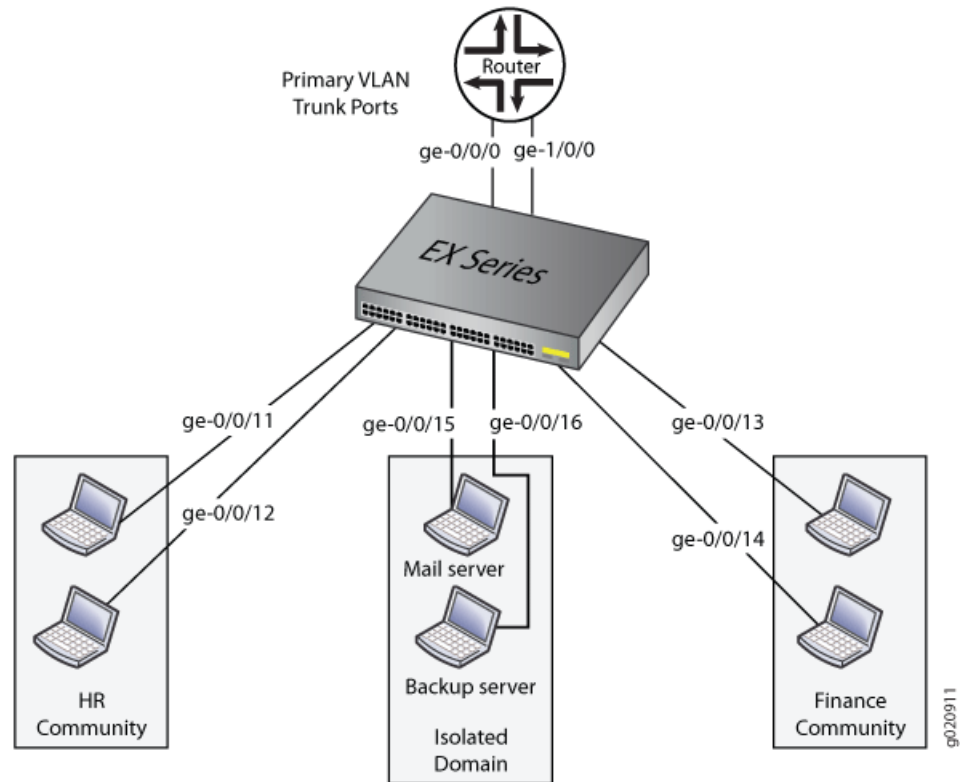 Router
Primary VLAN
Trunk Ports
ge-0/0/0
ge-1/0/0
EX Series
ge-0/0/11
ge-0/0/15
ge-0/0/16
ge-0/0/13
ge-0/0/12
ge-0/0/14
Mail server
Backup server
HR
Community
Isolated
Domain
Finance
Community
g020911